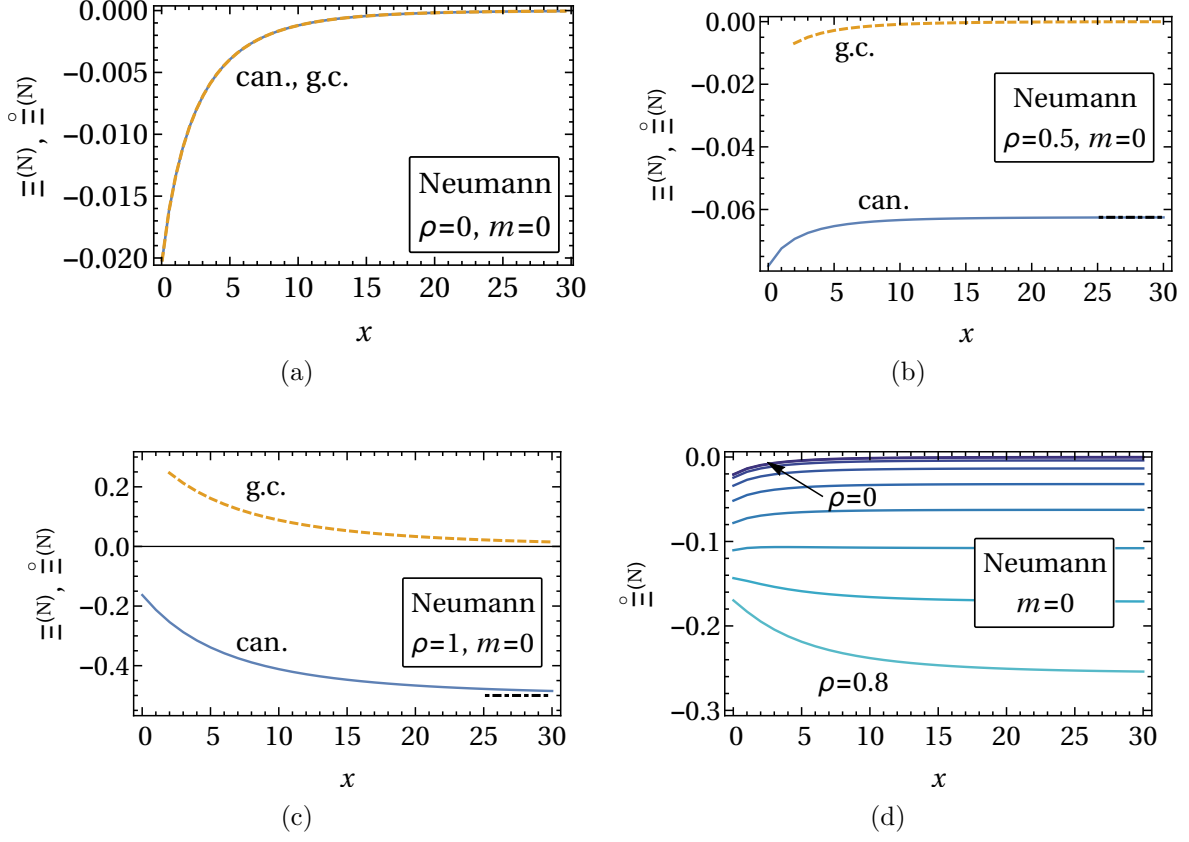 0.000
−0.005
−0.010
−0.015
−0.020
0 5 10 15 20 25 30
Ξ(N), Ξ̊(N)
x
can., g.c.
Neumann
ρ=0, m=0
(a)
0.00
−0.02
−0.04
−0.06
0 5 10 15 20 25 30
Ξ(N), Ξ̊(N)
x
g.c.
can.
Neumann
ρ=0.5, m=0
(b)
0.2
0.0
−0.2
−0.4
0 5 10 15 20 25 30
Ξ(N), Ξ̊(N)
x
g.c.
can.
Neumann
ρ=1, m=0
(c)
0.0
−0.1
−0.2
−0.3
0 5 10 15 20 25 30
Ξ̊(N)
x
ρ=0
ρ=0.8
Neumann
m=0
(d)